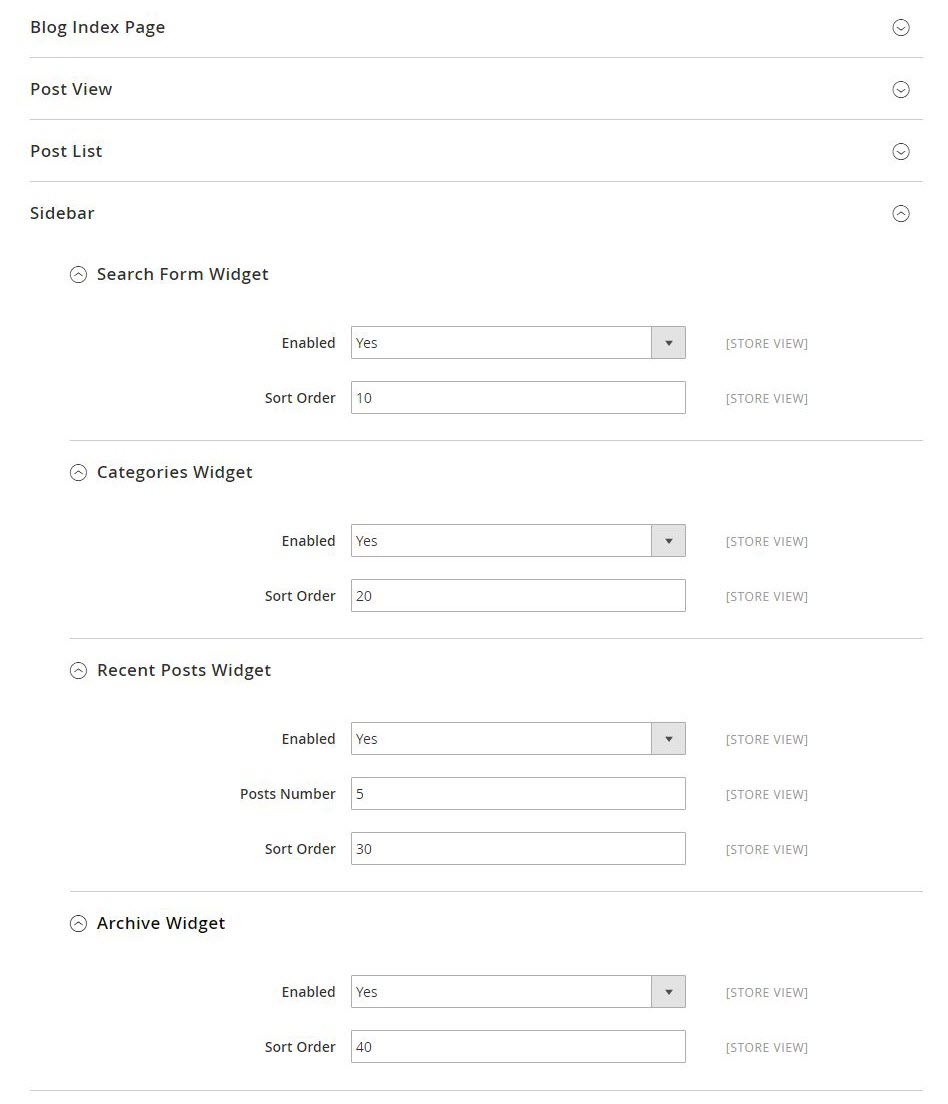 Blog Index Page
Post View
Post List
Sidebar
Search Form Widget
Enabled Yes [STORE VIEW]
Sort Order 10 [STORE VIEW]
Categories Widget
Enabled Yes [STORE VIEW]
Sort Order 20 [STORE VIEW]
Recent Posts Widget
Enabled Yes [STORE VIEW]
Posts Number 5 [STORE VIEW]
Sort Order 30 [STORE VIEW]
Archive Widget
Enabled Yes [STORE VIEW]
Sort Order 40 [STORE VIEW]